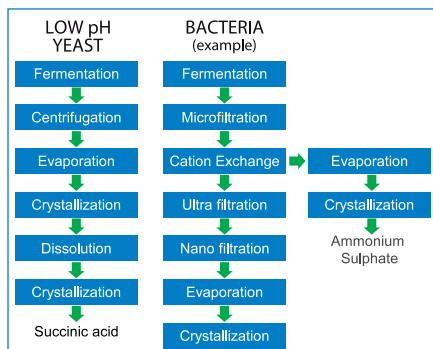 LOW pH
YEAST
Fermentation
Centrifugation
Evaporation
Crystallization
Dissolution
Crystallization
Succinic acid
BACTERIA
(example)
Fermentation
Microfiltration
Cation Exchange
Ultra filtration
Nano filtration
Evaporation
Crystallization
Evaporation
Crystallization
Ammonium
Sulphate